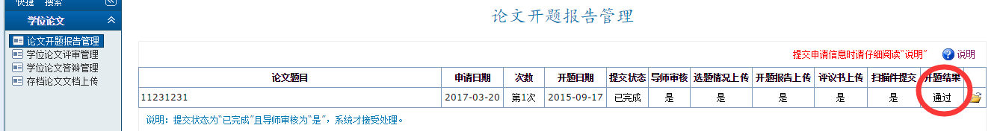 快捷 搜索
学位论文
论文开题报告管理
学位论文评审管理
学位论文答辩管理
存档论文文档上传
论文开题报告管理
提交申请信息时请仔细阅读“说明” 说明
论文题目 申请日期 次数 开题日期 提交状态 导师审核 选题情况上传 开题报告上传 评议书上传 扫描件提交 开题结果
11231231 2017-03-20 第1次 2015-09-17 已完成 是 是 是 是 是 通过
说明：提交状态为“已完成”且导师审核为“是”，系统才接受处理。